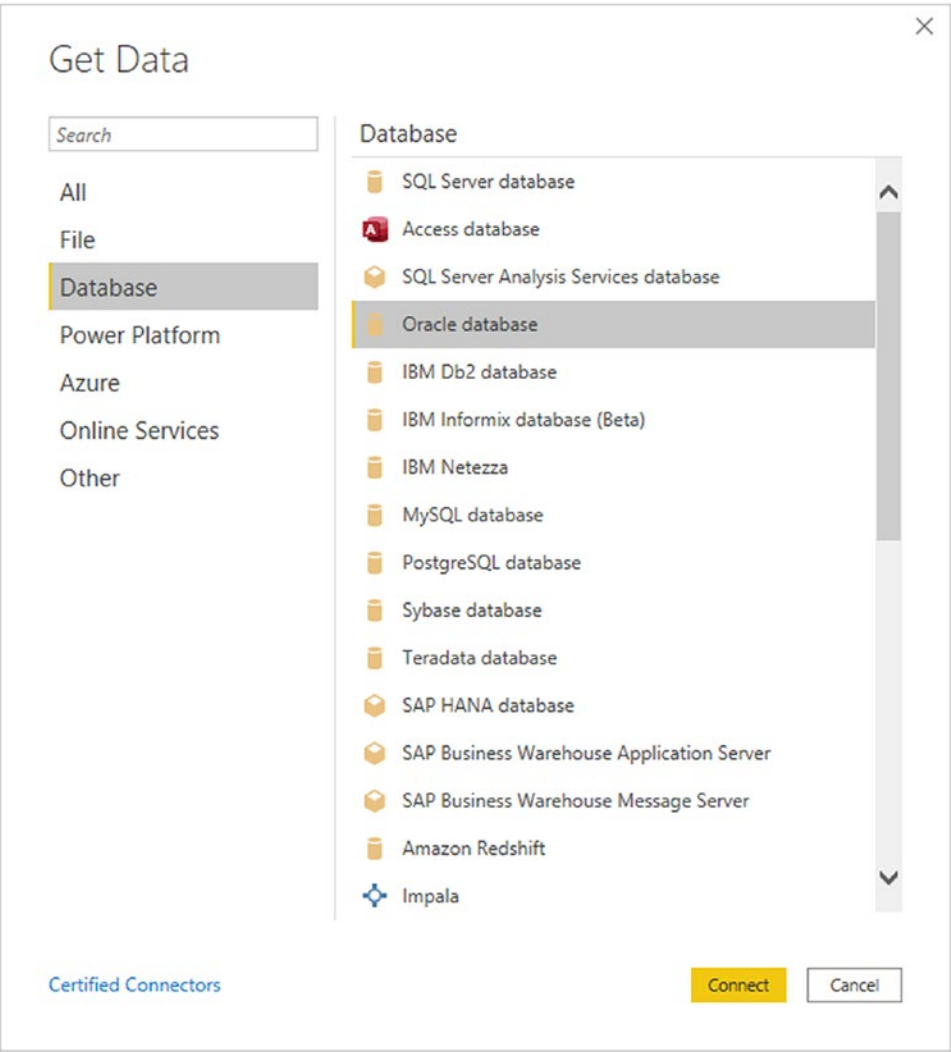 Get Data
Search
All
File
Database
Power Platform
Azure
Online Services
Other
Database
SQL Server database
A
Access database
SQL Server Analysis Services database
Oracle database
IBM Db2 database
IBM Informix database (Beta)
IBM Netezza
MySQL database
PostgreSQL database
Sybase database
Teradata database
SAP HANA database
SAP Business Warehouse Application Server
SAP Business Warehouse Message Server
Amazon Redshift
Impala
Certified Connectors
Connect
Cancel